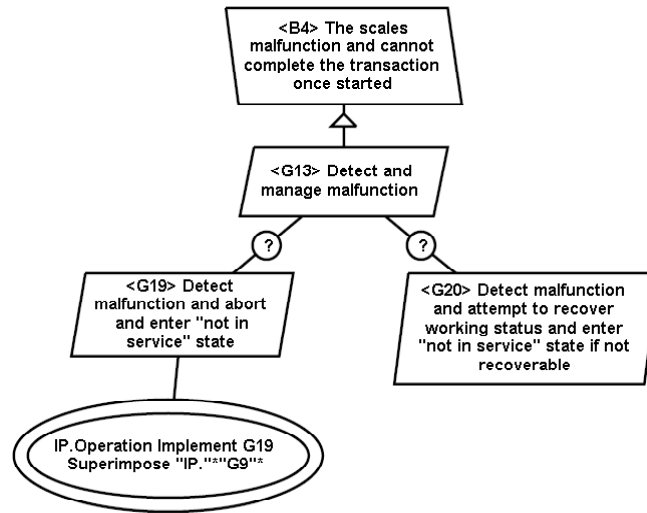 <B4> The scales
malfunction and cannot
complete the transaction
once started
<G13> Detect and
manage malfunction
?
?
<G19> Detect
malfunction and abort
and enter "not in
service" state
<G20> Detect malfunction
and attempt to recover
working status and enter
"not in service" state if not
recoverable
IP.Operation Implement G19
Superimpose "IP."*"G9"*